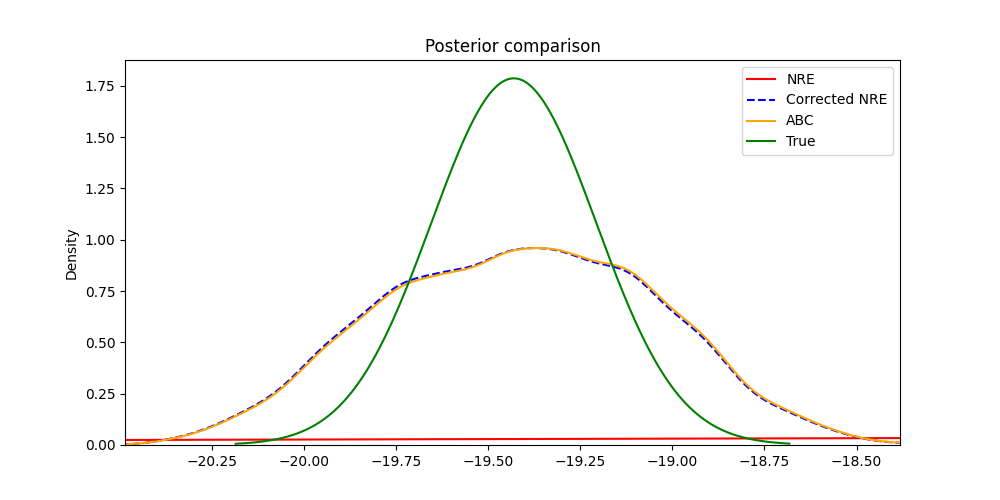 Posterior comparison
NRE
Corrected NRE
ABC
True
Density
1.75
1.50
1.25
1.00
0.75
0.50
0.25
0.00
−20.25 −20.00 −19.75 −19.50 −19.25 −19.00 −18.75 −18.50